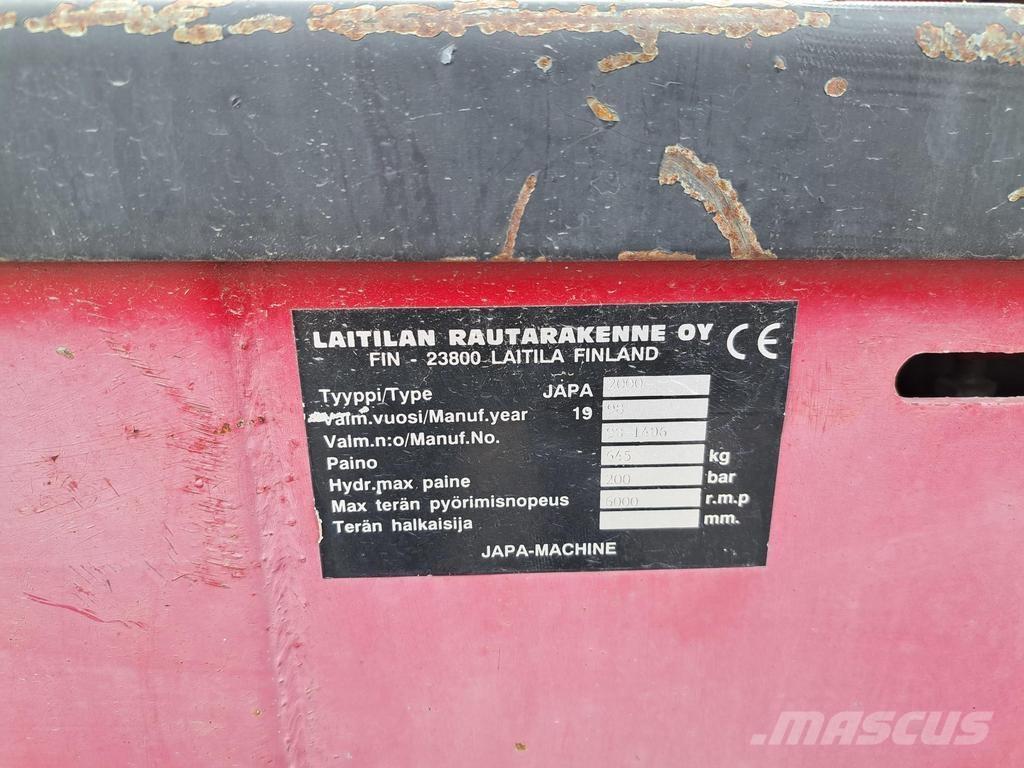 LAITILAN RAUTARAKENNE OY CE
FIN - 23800 LAITILA FINLAND
Tyyppi/Type JAPA 2000
Valm.vuosi/Manuf.year 19 98
Valm.n:o/Manuf.No. 98-1406
Paino 645 kg
Hydr.max paine 200 bar
Max terän pyörimisnopeus 6000 r.m.p
Terän halkaisija mm.
JAPA-MACHINE
MASCUS